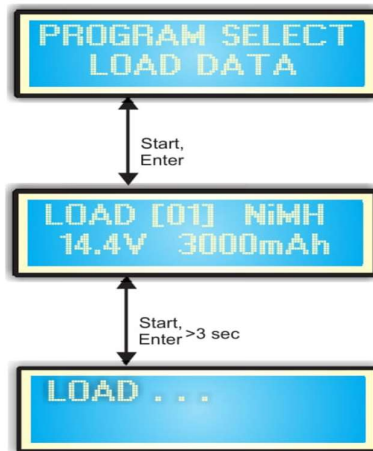 PROGRAM SELECT
LOAD DATA
Start,
Enter
LOAD [01] NiMH
14.4V 3000mAh
Start,
Enter >3 sec
LOAD . . .